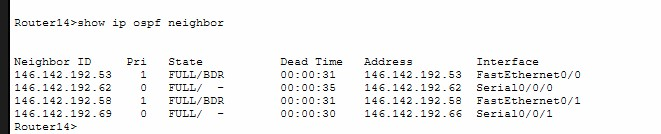 Router14>show ip ospf neighbor
Neighbor ID Pri State Dead Time Address Interface
146.142.192.53 1 FULL/BDR 00:00:31 146.142.192.53 FastEthernet0/0
146.142.192.62 0 FULL/ - 00:00:35 146.142.192.62 Serial0/0/0
146.142.192.58 1 FULL/BDR 00:00:31 146.142.192.58 FastEthernet0/1
146.142.192.69 0 FULL/ - 00:00:30 146.142.192.66 Serial0/0/1
Router14>